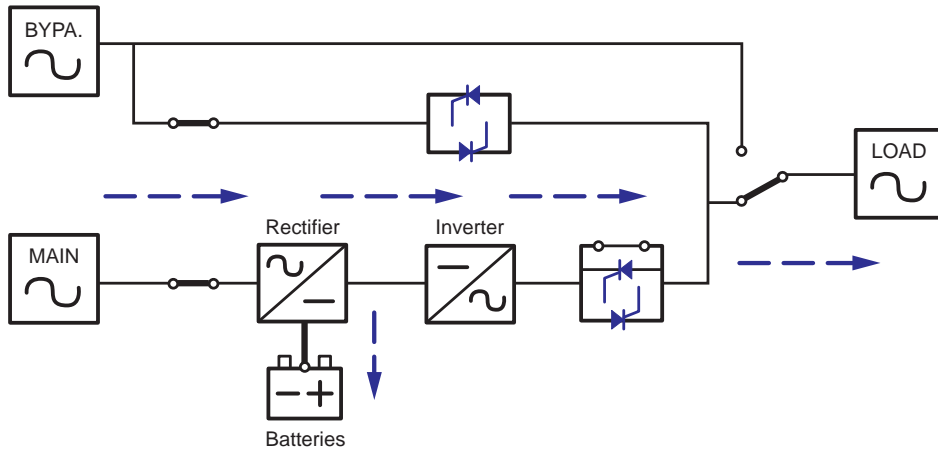 BYPA.
LOAD
Rectifier
Inverter
MAIN
Batteries